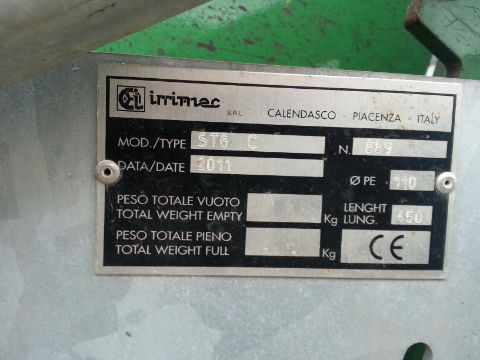 irrimec S.R.L. CALENDASCO - PIACENZA - ITALY
MOD./TYPE ST6 C N.
DATA/DATE 2011 Ø PE 110
PESO TOTALE VUOTO
TOTAL WEIGHT EMPTY Kg
LENGHT
LUNG. 450
PESO TOTALE PIENO
TOTAL WEIGHT FULL Kg
CE